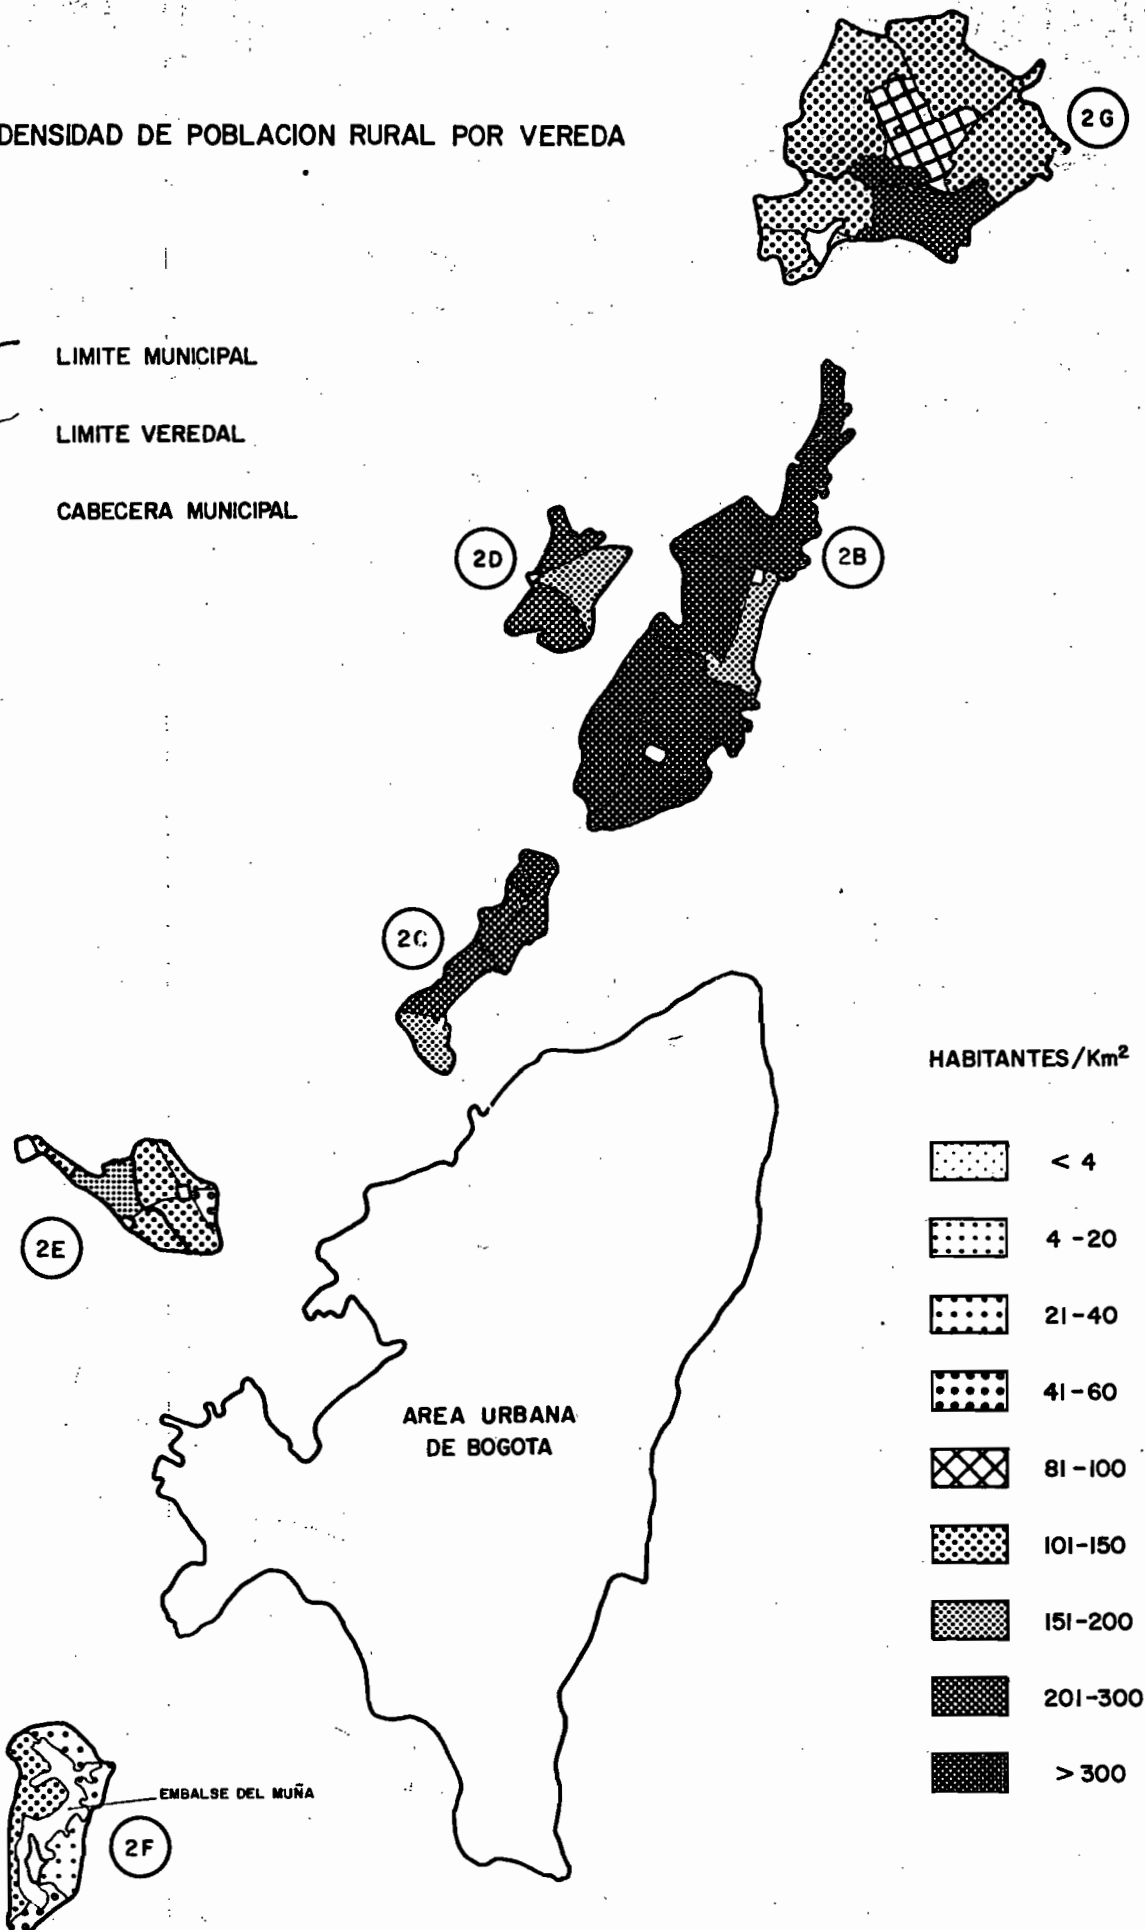 DENSIDAD DE POBLACION RURAL POR VEREDA
2G
LIMITE MUNICIPAL
LIMITE VEREDAL
CABECERA MUNICIPAL
2D
2B
2C
HABITANTES/Km²
< 4
4-20
21-40
41-60
81-100
101-150
151-200
201-300
> 300
2E
AREA URBANA
DE BOGOTA
EMBALSE DEL MUÑA
2F